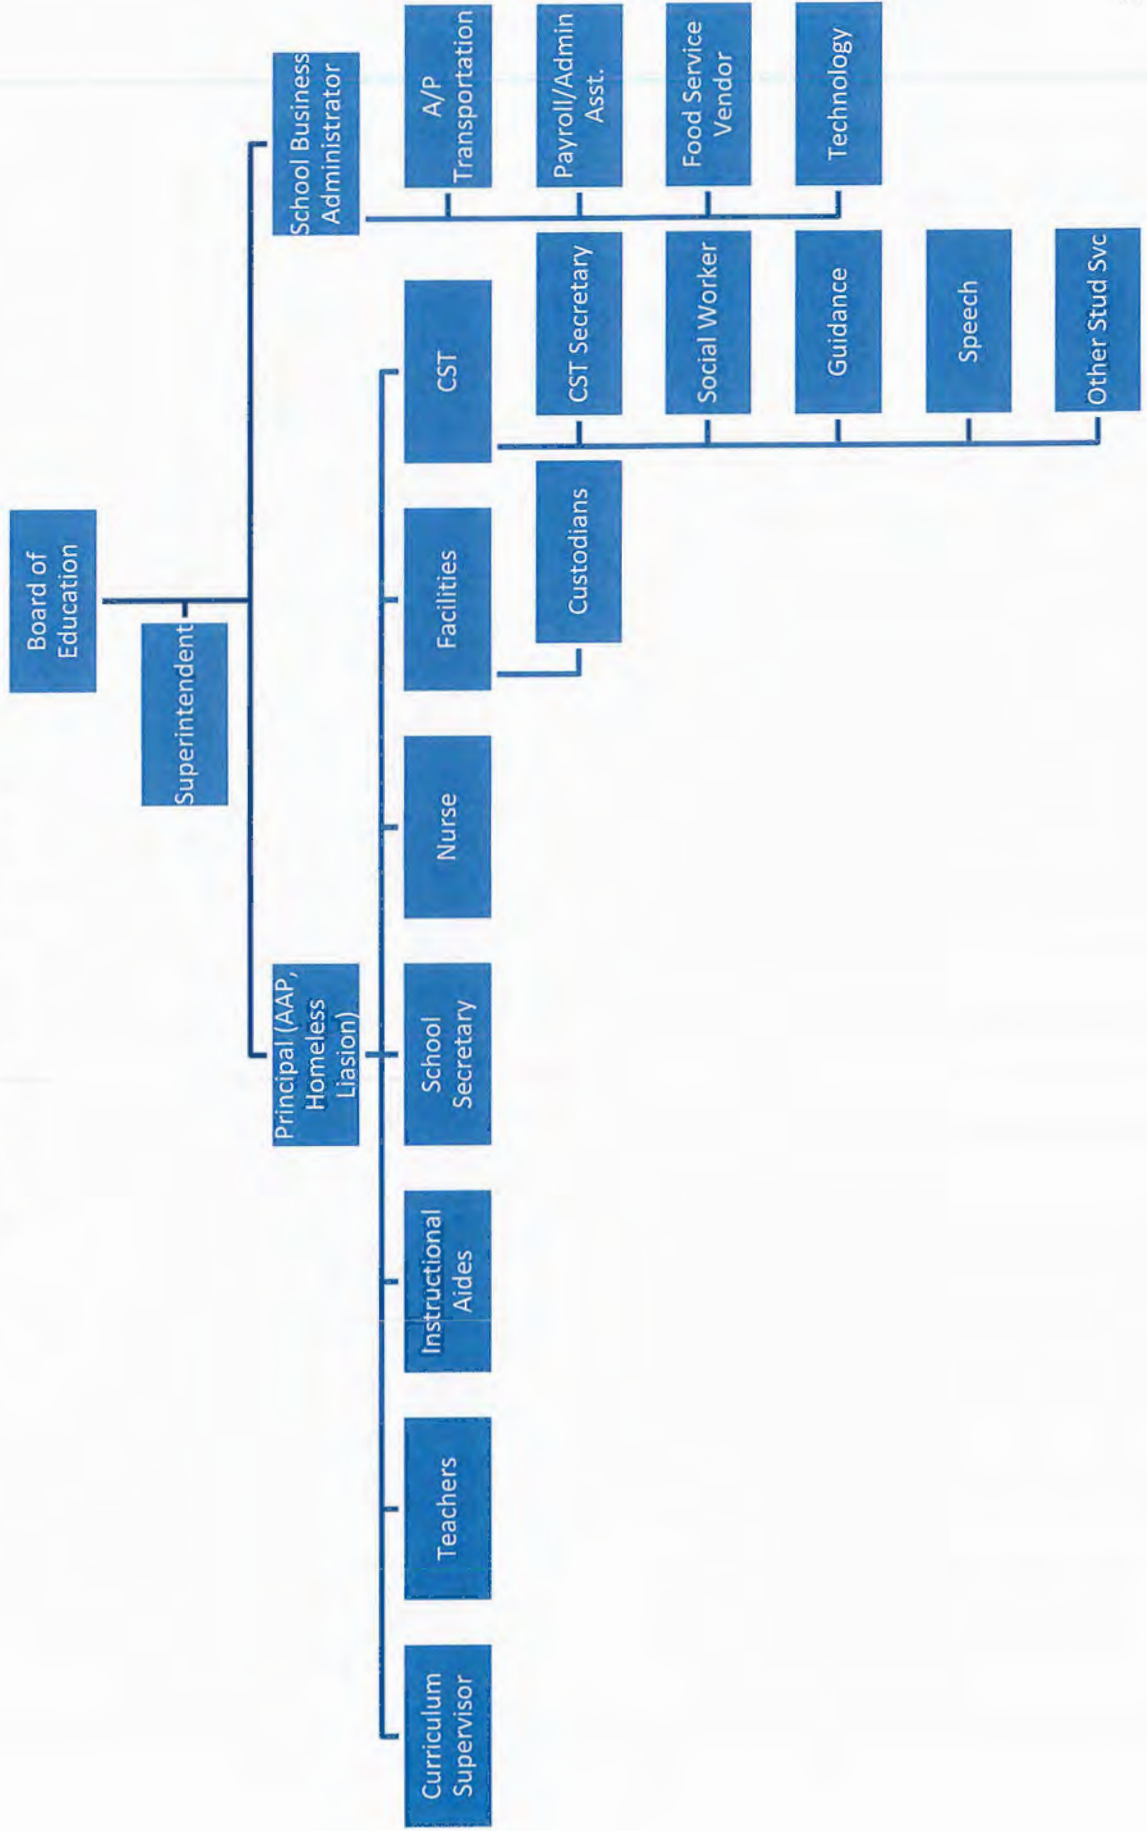 Board of
Education
Superintendent
Principal (AAP,
Homeless
Liasion)
School Business
Administrator
Curriculum
Supervisor
Teachers
Instructional
Aides
School
Secretary
Nurse
Facilities
CST
A/P
Transportation
Custodians
CST Secretary
Payroll/Admin
Asst.
Social Worker
Food Service
Vendor
Guidance
Technology
Speech
Other Stud Svc